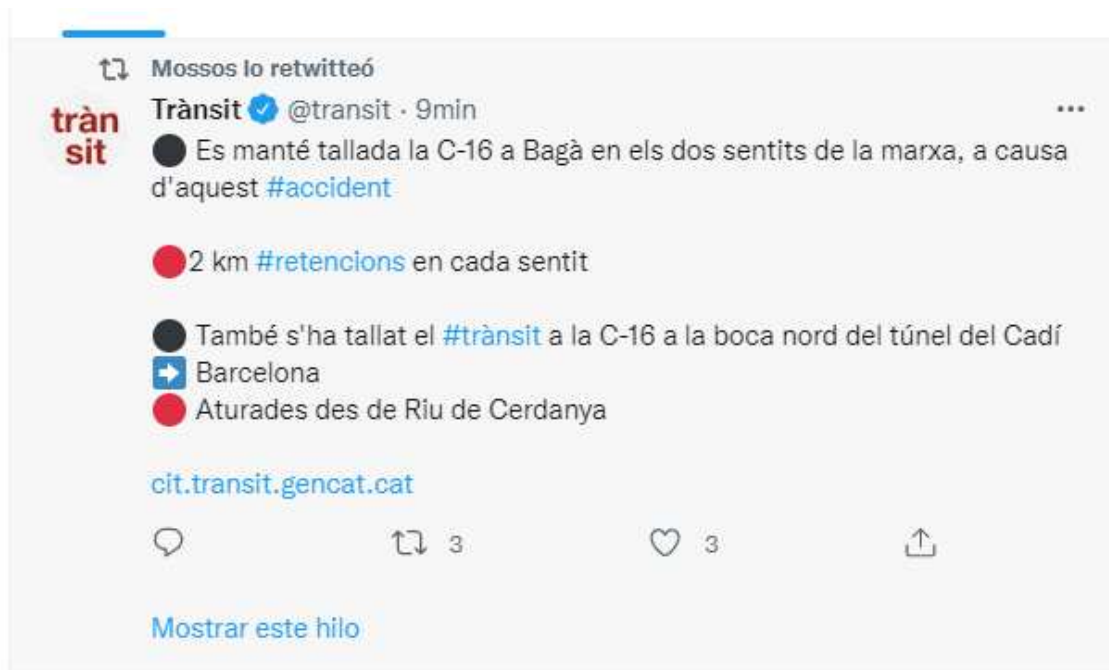 Mossos lo retwitteó
tràn
sit
Trànsit @transit · 9min
Es manté tallada la C-16 a Bagà en els dos sentits de la marxa, a causa
d'aquest #accident
2 km #retencions en cada sentit
També s'ha tallat el #trànsit a la C-16 a la boca nord del túnel del Cadí
Barcelona
Aturades des de Riu de Cerdanya
cit.transit.gencat.cat
3 3
Mostrar este hilo